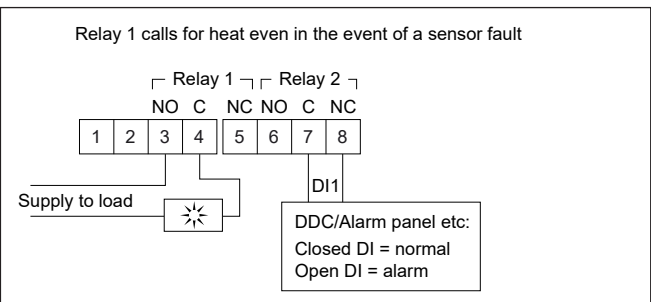 Relay 1 calls for heat even in the event of a sensor fault
Relay 1 Relay 2
NO C NC NO C NC
1 2 3 4 5 6 7 8
DI1
Supply to load
DDC/Alarm panel etc:
Closed DI = normal
Open DI = alarm